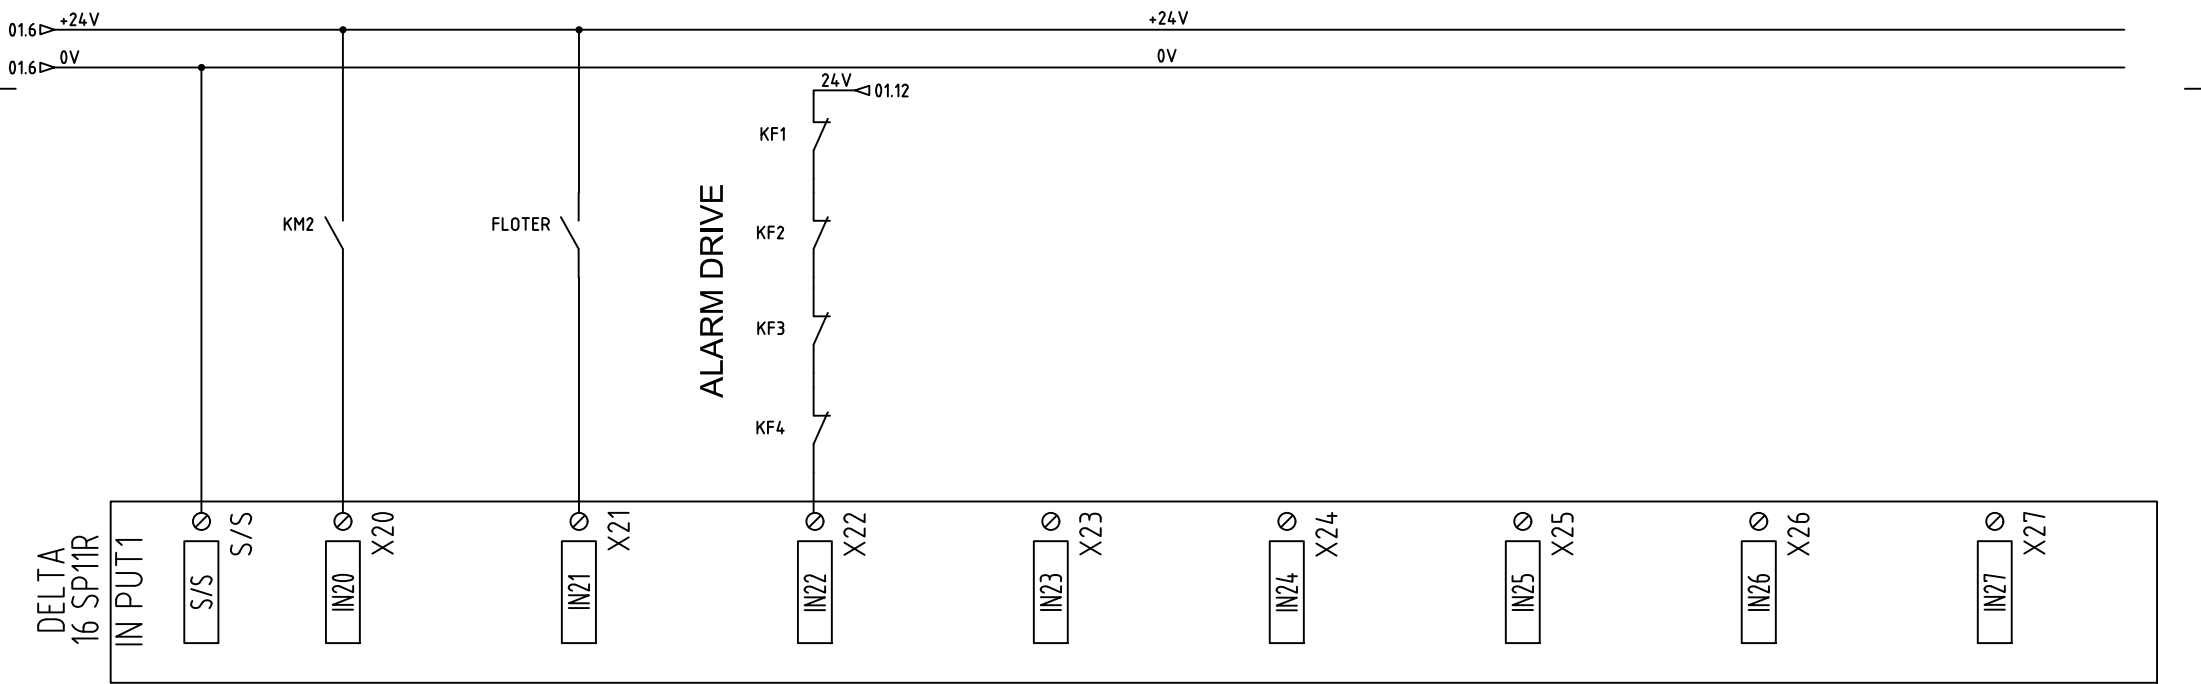 01.6 +24V +24V
01.6 0V 0V
24V 01.12
KF1
KM2 FLOTER KF2
ALARM DRIVE
KF3
KF4
DELTA
16 SP11R
IN PUT1
S/S X20 X21 X22 X23 X24 X25 X26 X27
S/S IN20 IN21 IN22 IN23 IN24 IN25 IN26 IN27